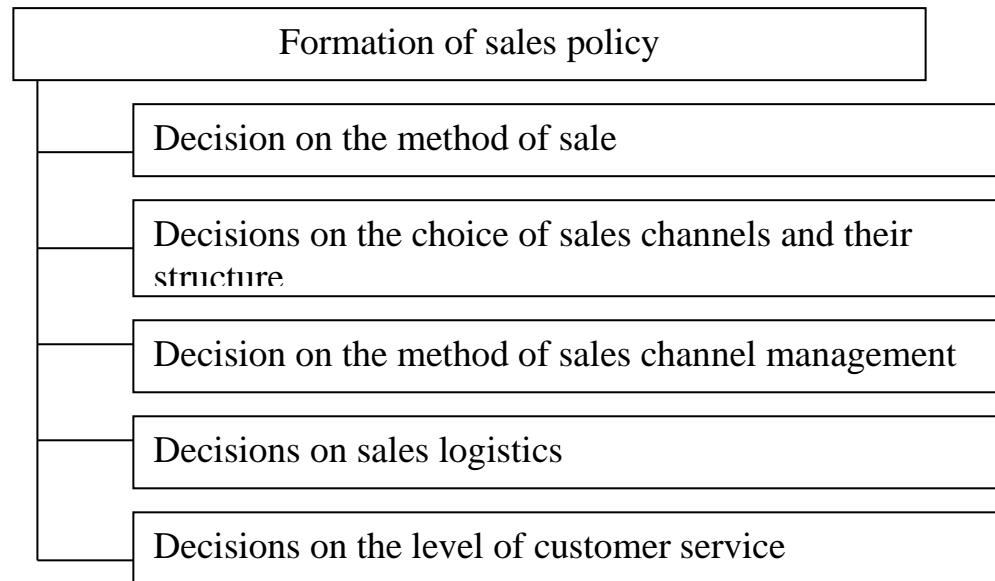 Formation of sales policy
Decision on the method of sale
Decisions on the choice of sales channels and their
structure
Decision on the method of sales channel management
Decisions on sales logistics
Decisions on the level of customer service